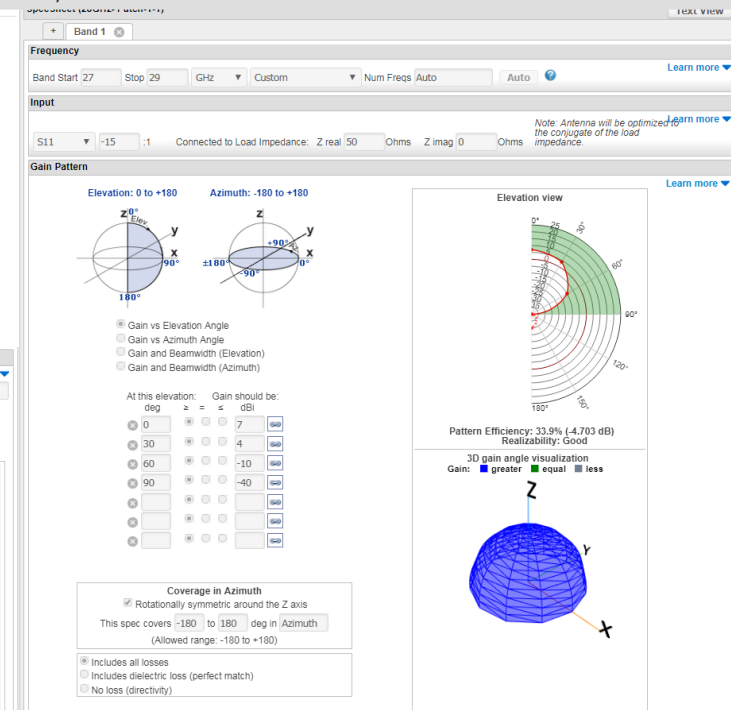 Text View
+ Band 1
Frequency
Learn more
Band Start 27 Stop 29 GHz Custom Num Freqs Auto Auto ?
Input
Learn more
Note: Antenna will be optimized to
the conjugate of the load
impedance.
S11 -15 :1 Connected to Load Impedance: Z real 50 Ohms Z imag 0 Ohms
Gain Pattern
Learn more
Elevation: 0 to +180 Azimuth: -180 to +180
z 0° Elev y x 90° 180°
z y +90° x ±180° 0° -90°
Gain vs Elevation Angle
Gain vs Azimuth Angle
Gain and Beamwidth (Elevation)
Gain and Beamwidth (Azimuth)
At this elevation: Gain should be:
deg ≥ = ≤ dBi
0 7
30 4
60 -10
90 -40
Coverage in Azimuth
Rotationally symmetric around the Z axis
This spec covers -180 to 180 deg in Azimuth
(Allowed range: -180 to +180)
Includes all losses
Includes dielectric loss (perfect match)
No loss (directivity)
Elevation view
0°
30°
60°
90°
120°
150°
180°
Pattern Efficiency: 33.9% (-4.703 dB)
Realizability: Good
3D gain angle visualization
Gain: greater equal less
Z
Y
X